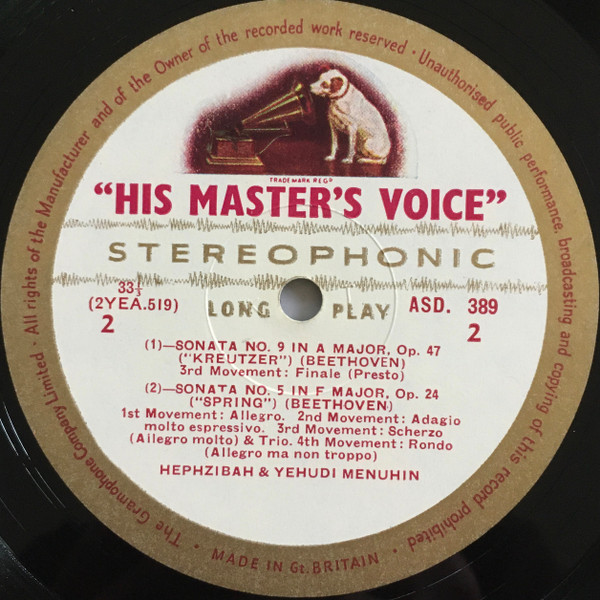 The Gramophone Company Limited · All rights of the Manufacturer and of the Owner of the recorded work reserved · Unauthorised public performance, broadcasting and copying of this record prohibited
TRADEMARK REGD
"HIS MASTER'S VOICE"
STEREOPHONIC
33⅓
(2YEA.519) LONG PLAY ASD. 389
2 2
(1)—SONATA NO. 9 IN A MAJOR, Op. 47
("KREUTZER") (BEETHOVEN)
3rd Movement: Finale (Presto)
(2)—SONATA NO. 5 IN F MAJOR, Op. 24
("SPRING") (BEETHOVEN)
1st Movement: Allegro. 2nd Movement: Adagio
molto espressivo. 3rd Movement: Scherzo
(Allegro molto) & Trio. 4th Movement: Rondo
(Allegro ma non troppo)
HEPHZIBAH & YEHUDI MENUHIN
· MADE IN Gt. BRITAIN ·